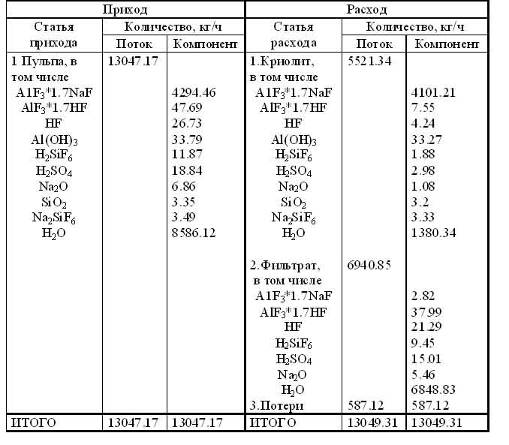 Приход Расход
Статья прихода Количество, кг/ч Статья расхода Количество, кг/ч
Поток Компонент Поток Компонент
1 Пульпа, в 13047.17 1.Криолит, 5521.34
том числе в том числе
A1F₃*1.7NaF 4294.46 A1F₃*1.7NaF 4101.21
AlF₃*1.7HF 47.69 AlF₃*1.7HF 7.55
HF 26.73 HF 4.24
Al(OH)₃ 33.79 Al(OH)₃ 33.27
H₂SiF₆ 11.87 H₂SiF₆ 1.88
H₂SO₄ 18.84 H₂SO₄ 2.98
Na₂O 6.86 Na₂O 1.08
SiO₂ 3.35 SiO₂ 3.2
Na₂SiF₆ 3.49 Na₂SiF₆ 3.33
H₂O 8586.12 H₂O 1380.34
2.Фильтрат, 6940.85
в том числе
A1F₃*1.7NaF 2.82
AlF₃*1.7HF 37.99
HF 21.29
H₂SiF₆ 9.45
H₂SO₄ 15.01
Na₂O 5.46
H₂O 6848.83
3.Потери 587.12 587.12
ИТОГО 13047.17 13047.17 ИТОГО 13049.31 13049.31